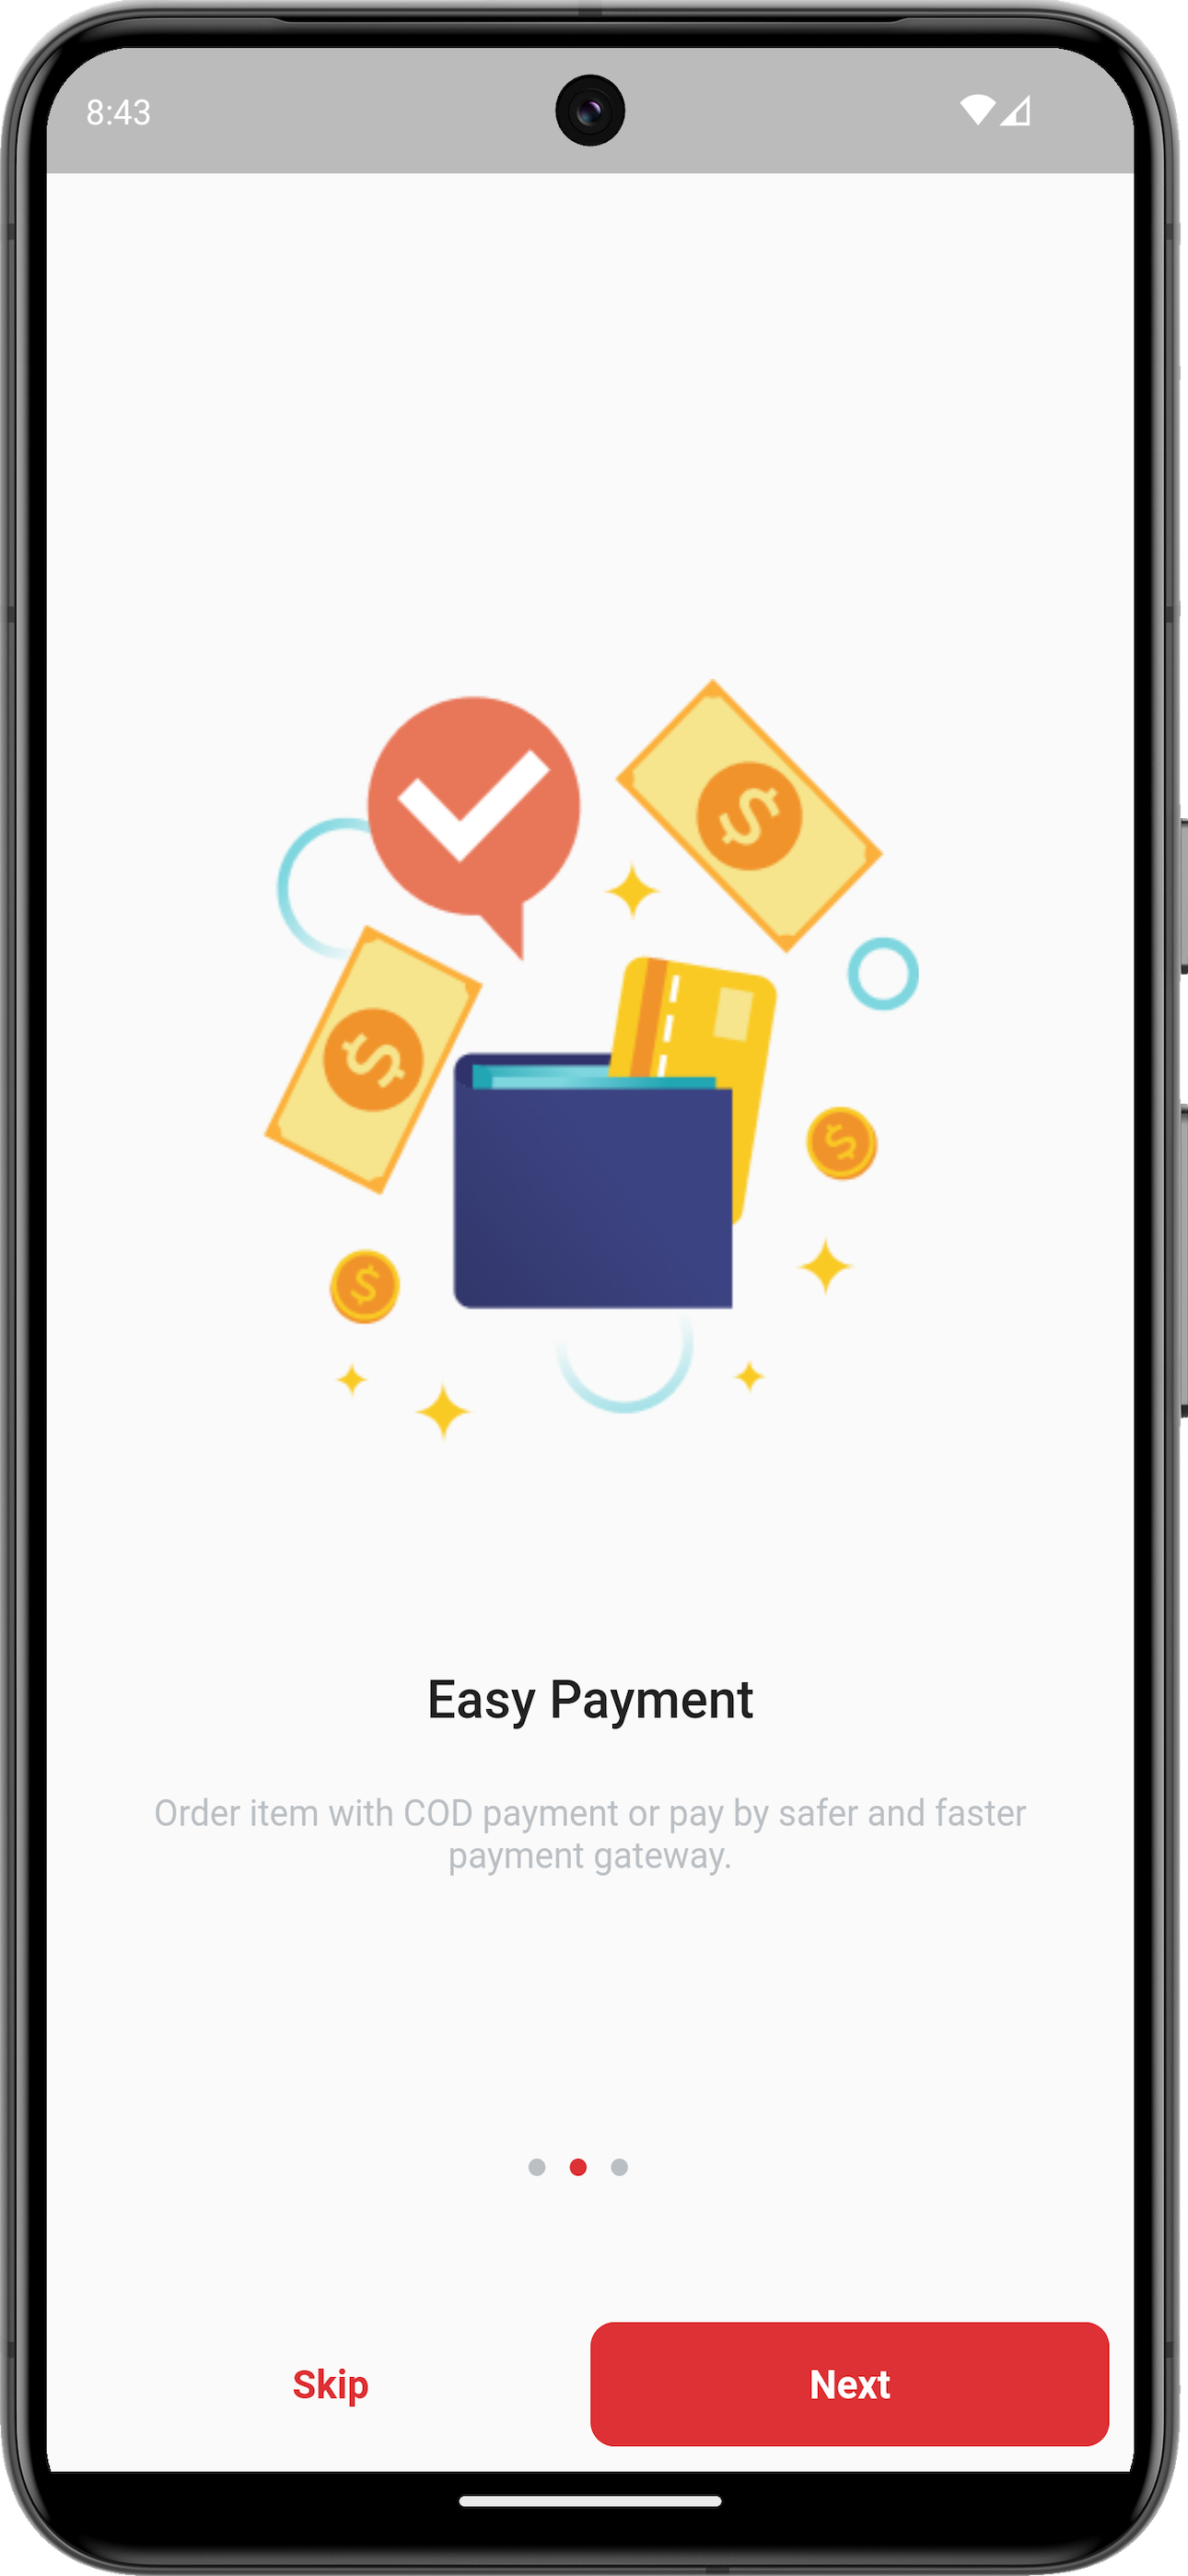 8:43
$
$
$
$
Easy Payment
Order item with COD payment or pay by safer and faster
payment gateway.
Skip
Next